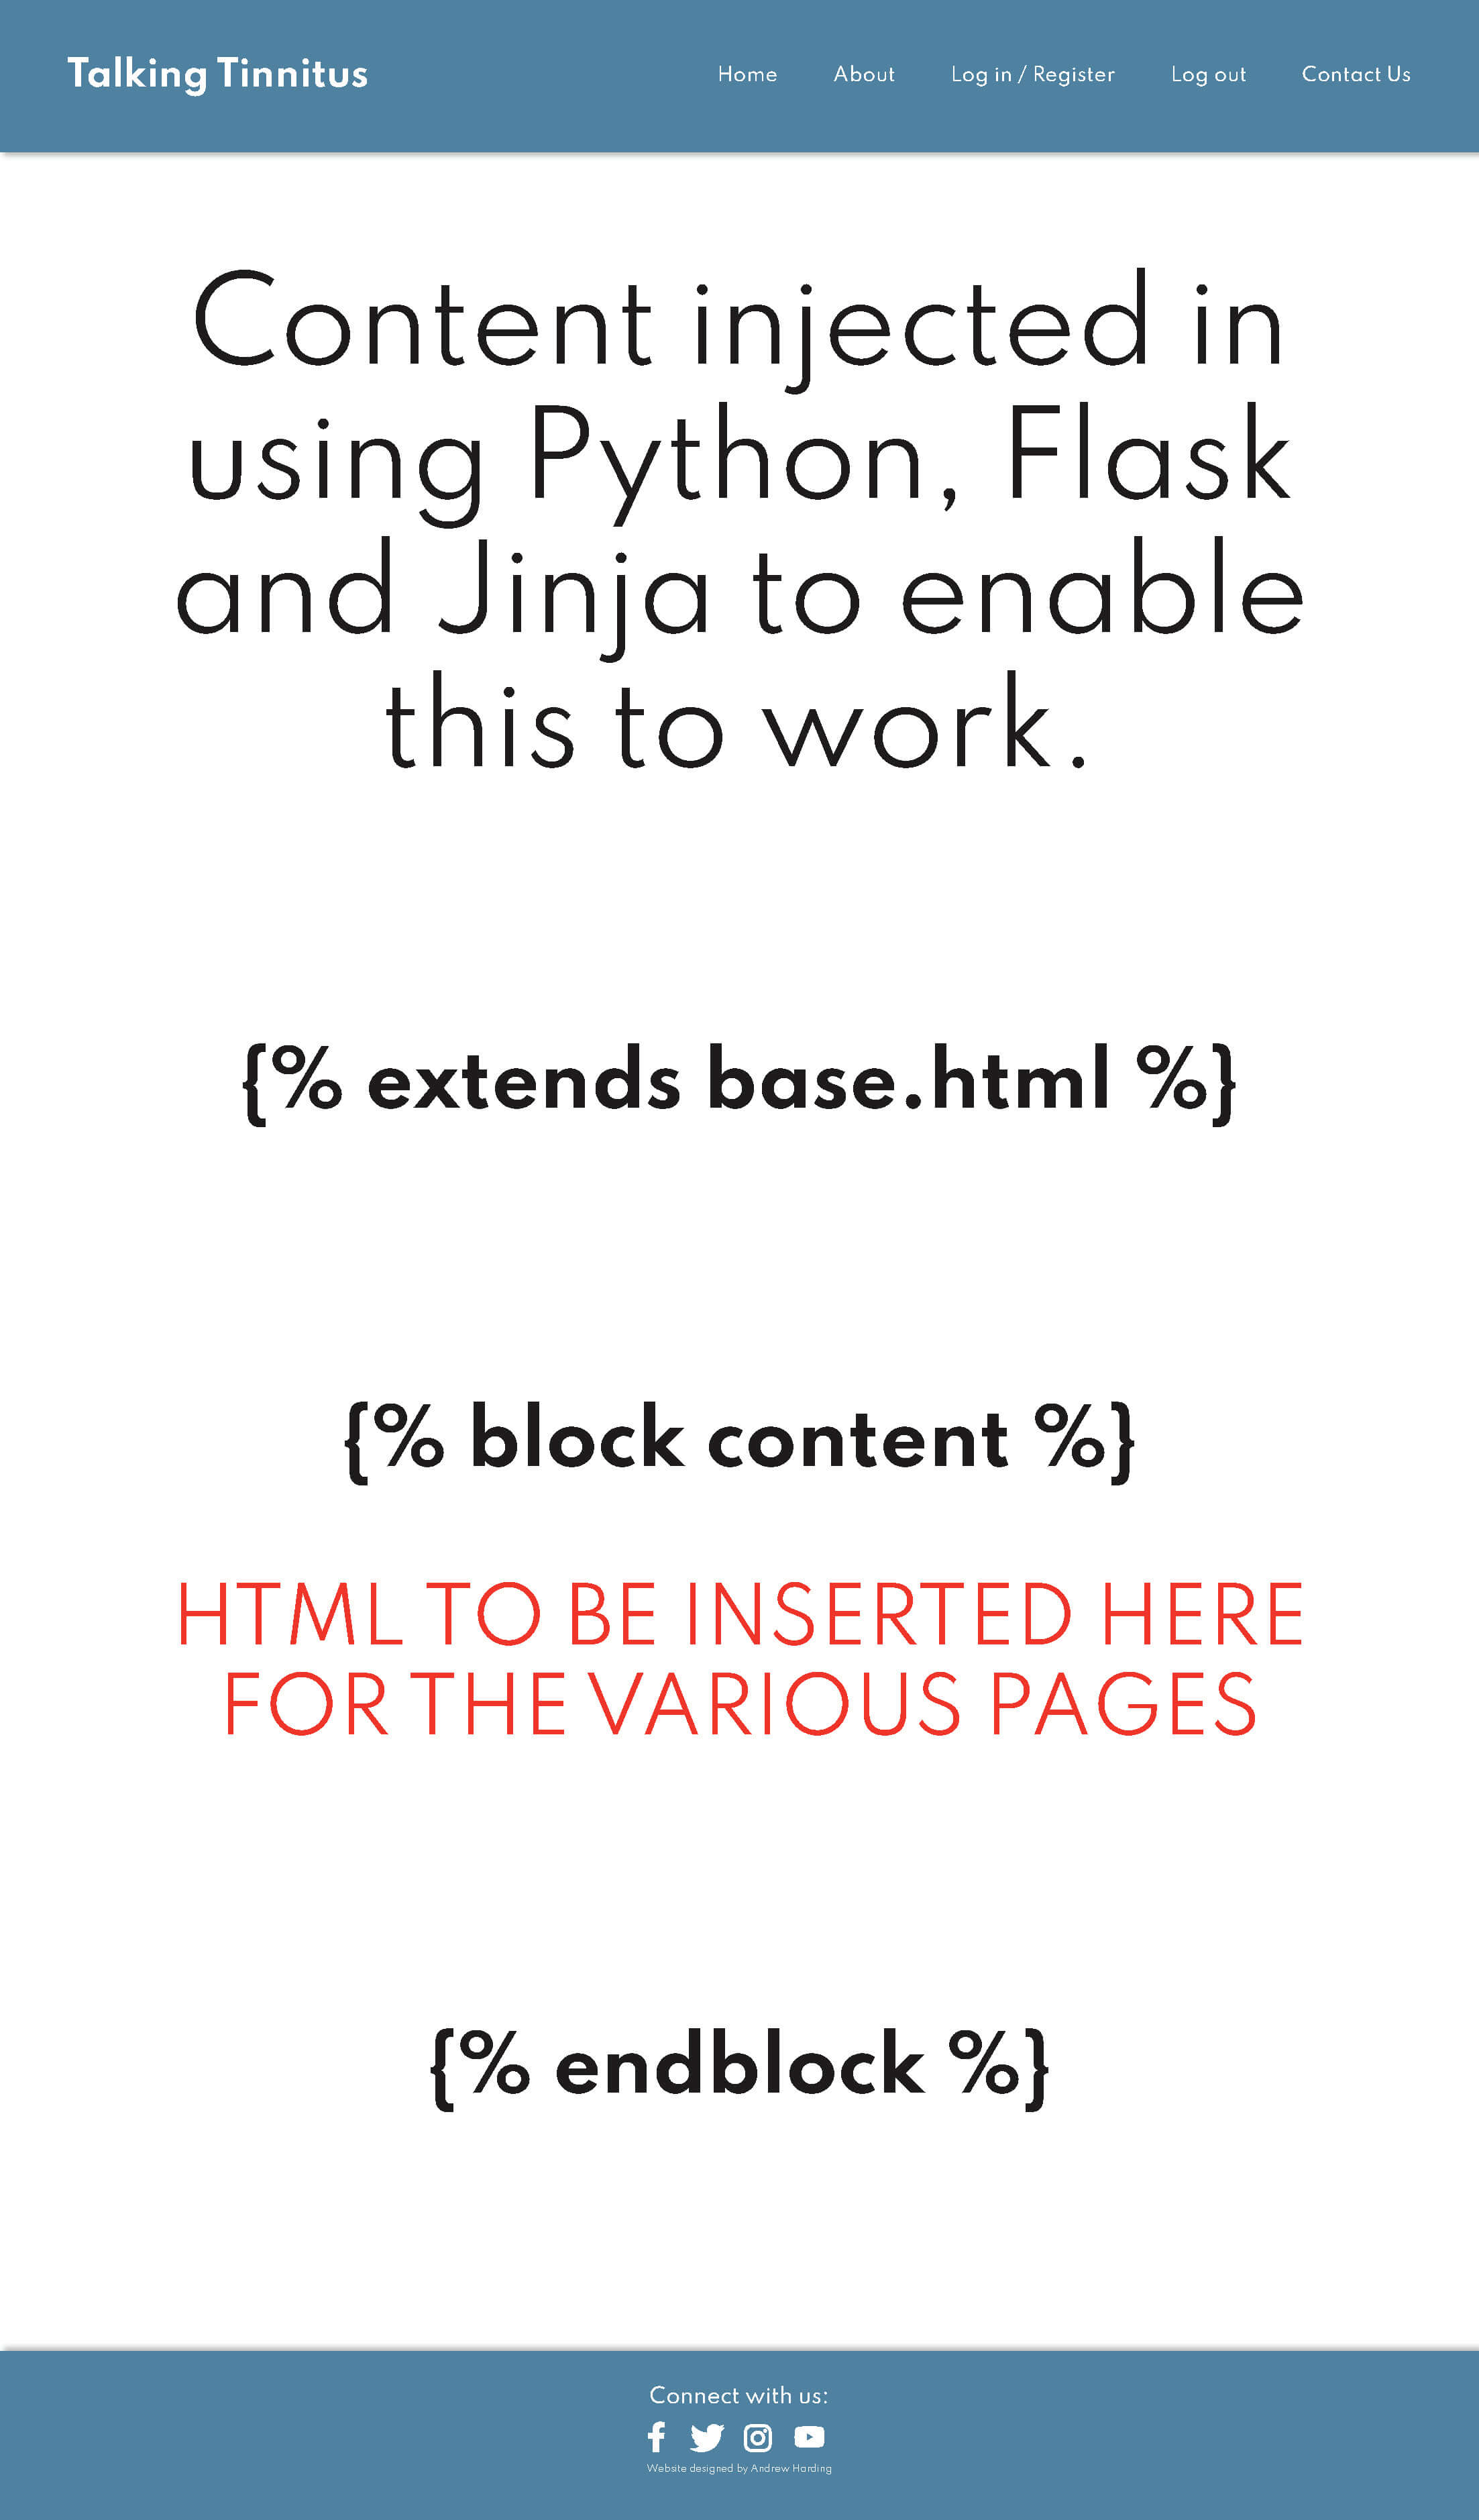 Talking Tinnitus
Home About Log in / Register Log out Contact Us
Content injected in
using Python, Flask
and Jinja to enable
this to work.
{% extends base.html %}
{% block content %}
HTML TO BE INSERTED HERE
FOR THE VARIOUS PAGES
{% endblock %}
Connect with us:
Website designed by Andrew Harding